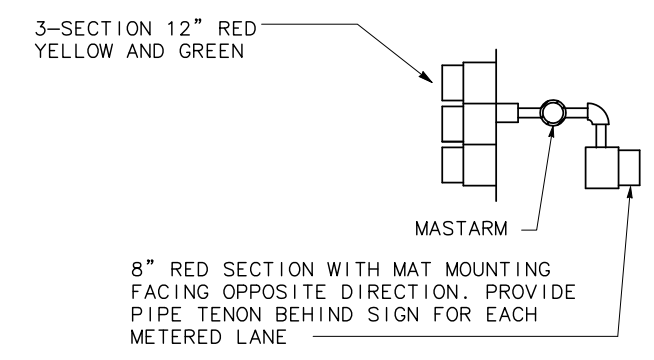 3-SECTION 12" RED
YELLOW AND GREEN
MASTARM
8" RED SECTION WITH MAT MOUNTING
FACING OPPOSITE DIRECTION. PROVIDE
PIPE TENON BEHIND SIGN FOR EACH
METERED LANE